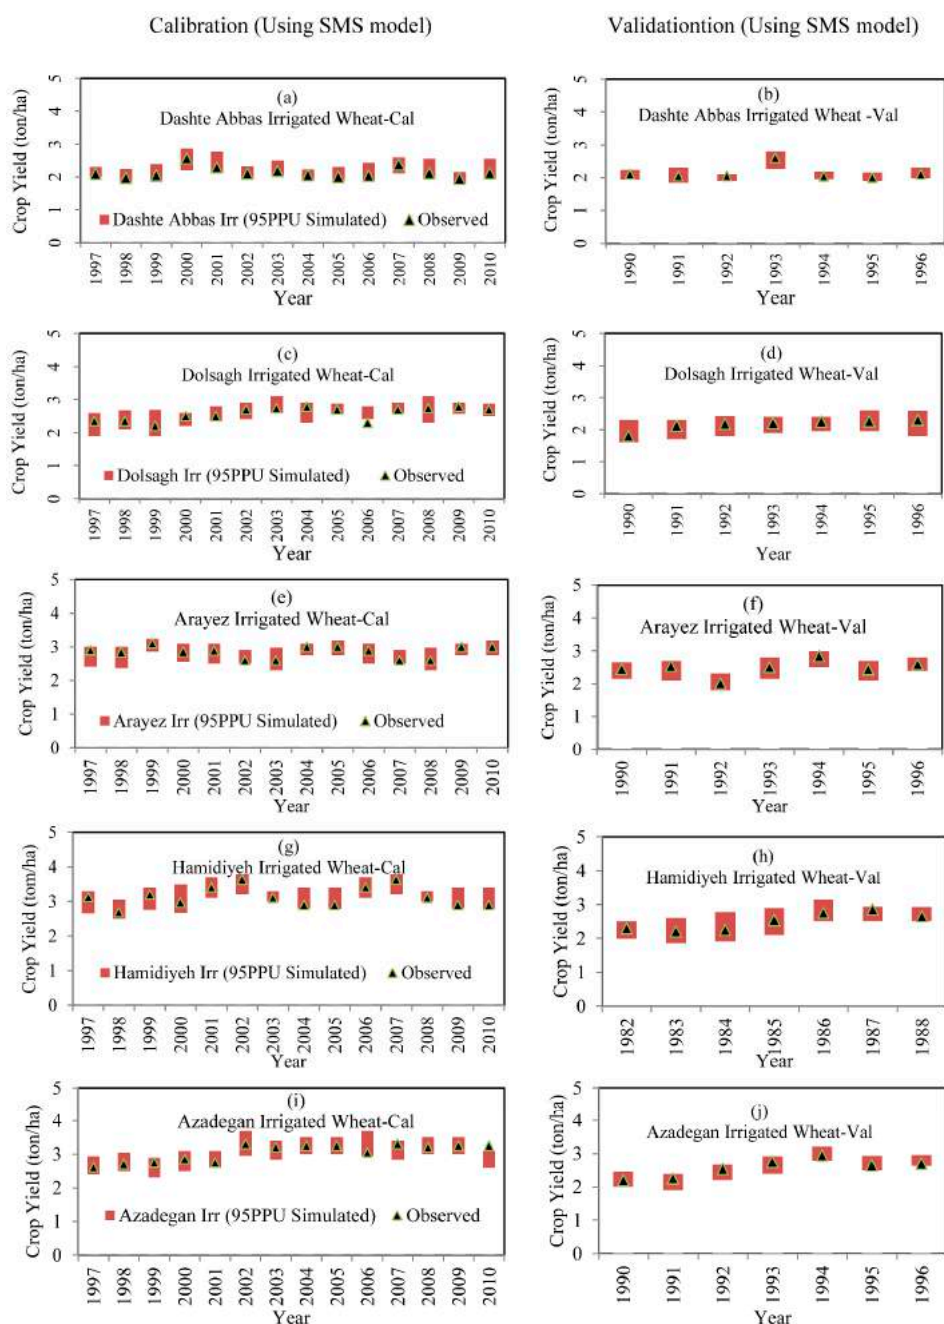 Calibration (Using SMS model)
Validationtion (Using SMS model)
Crop Yield (ton/ha)
5
4
3
2
1
0
(a)
Dashte Abbas Irrigated Wheat-Cal
Dashte Abbas Irr (95PPU Simulated)
Observed
1997 1998 1999 2000 2001 2002 2003 2004 2005 2006 2007 2008 2009 2010
Year
Crop Yield (ton/ha)
5
4
3
2
1
0
(b)
Dashte Abbas Irrigated Wheat -Val
1990 1991 1992 1993 1994 1995 1996
Year
Crop Yield (ton/ha)
5
4
3
2
1
0
(c)
Dolsagh Irrigated Wheat-Cal
Dolsagh Irr (95PPU Simulated)
Observed
1997 1998 1999 2000 2001 2002 2003 2004 2005 2006 2007 2008 2009 2010
Year
Crop Yield (ton/ha)
5
4
3
2
1
0
(d)
Dolsagh Irrigated Wheat-Val
1990 1991 1992 1993 1994 1995 1996
Year
Crop Yield (ton/ha)
5
4
3
2
1
0
(e)
Arayez Irrigated Wheat-Cal
Arayez Irr (95PPU Simulated)
Observed
1997 1998 1999 2000 2001 2002 2003 2004 2005 2006 2007 2008 2009 2010
Year
Crop Yield (ton/ha)
5
4
3
2
1
0
(f)
Arayez Irrigated Wheat-Val
1990 1991 1992 1993 1994 1995 1996
Year
Crop Yield (tom/ha)
5
4
3
2
1
0
(g)
Hamidiyeh Irrigated Wheat-Cal
Hamidiyeh Irr (95PPU Simulated)
Observed
1997 1998 1999 2000 2001 2002 2003 2004 2005 2006 2007 2008 2009 2010
Year
Crop Yield (ton/ha)
5
4
3
2
1
0
(h)
Hamidiyeh Irrigated Wheat-Val
1982 1983 1984 1985 1986 1987 1988
Year
Crop Yield (ton/ha)
5
4
3
2
1
0
(i)
Azadegan Irrigated Wheat-Cal
Azadegan Irr (95PPU Simulated)
Observed
1997 1998 1999 2000 2001 2002 2003 2004 2005 2006 2007 2008 2009 2010
Year
Crop Yield (ton/ha)
5
4
3
2
1
0
(j)
Azadegan Irrigated Wheat-Val
1990 1991 1992 1993 1994 1995 1996
Year